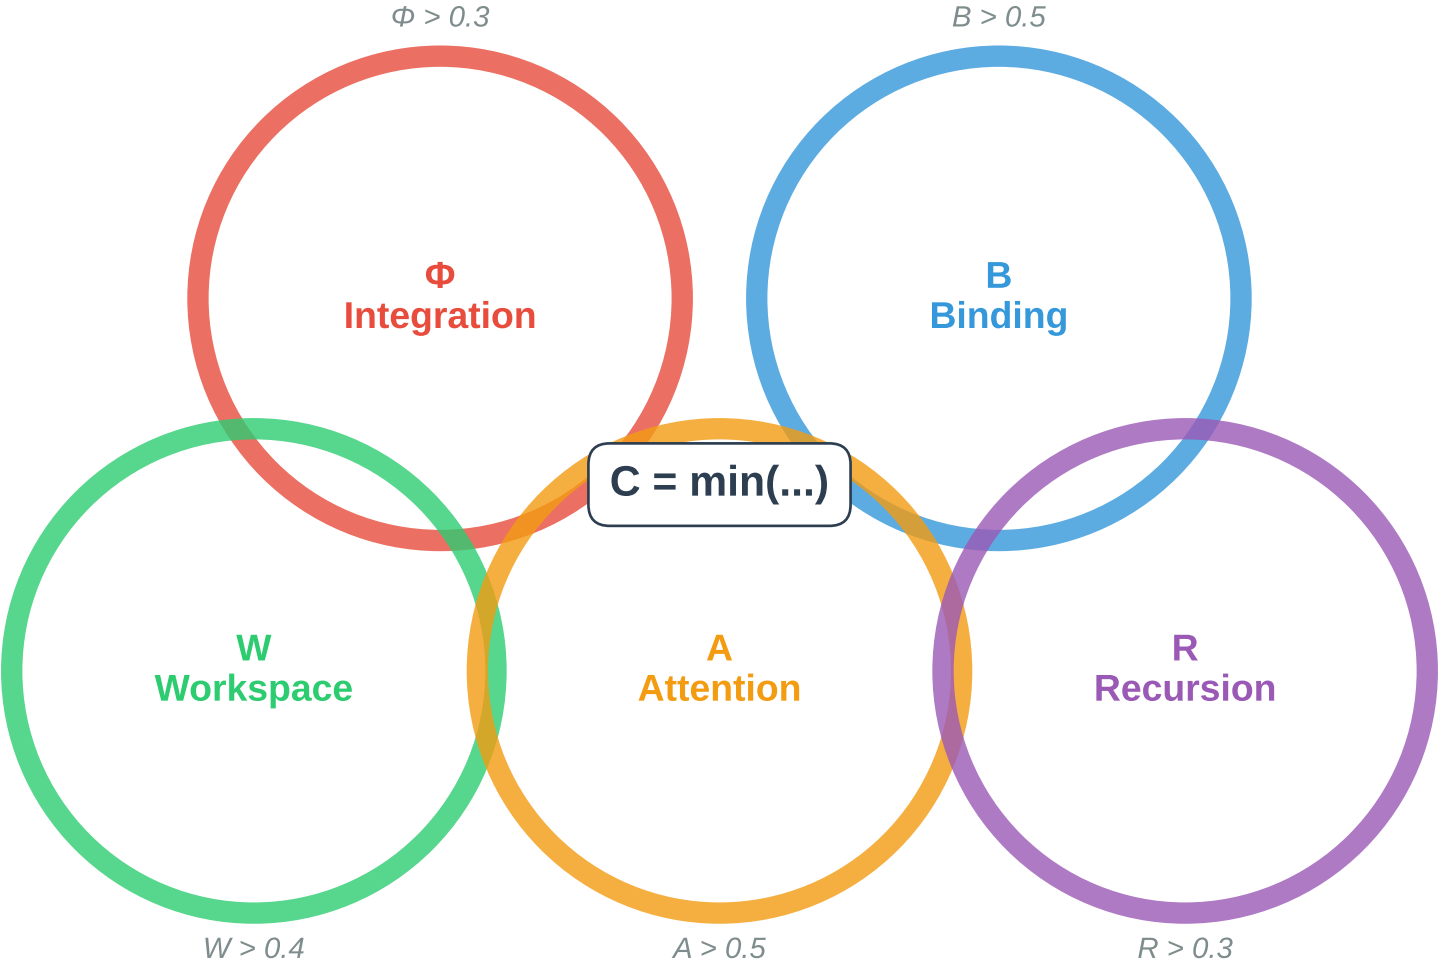 Φ > 0.3
B > 0.5
Φ
Integration
B
Binding
C = min(...)
W
Workspace
A
Attention
R
Recursion
W > 0.4
A > 0.5
R > 0.3